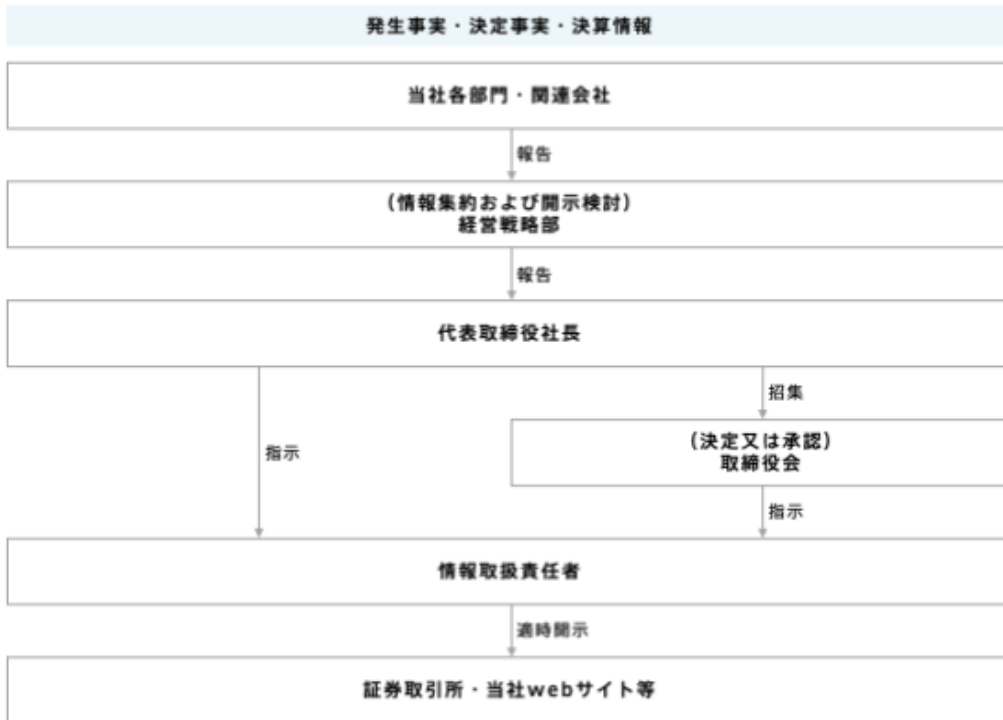 発生事実・決定事実・決算情報
当社各部門・関連会社
報告
（情報集約および開示検討）
経営戦略部
報告
代表取締役社長
招集
指示
（決定又は承認）
取締役会
指示
情報取扱責任者
適時開示
証券取引所・当社webサイト等